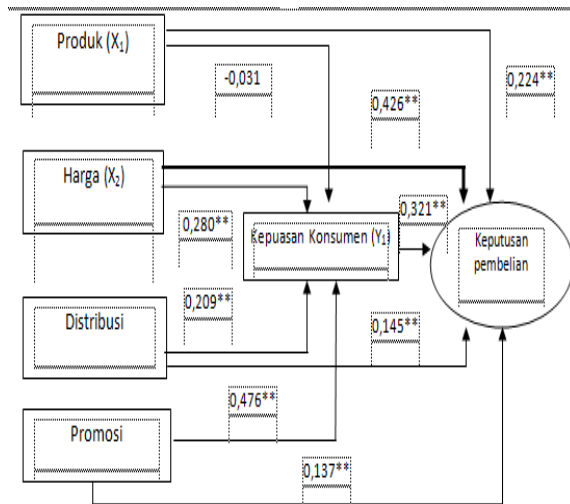 Produk (X₁)
-0,031
0,426**
0,224**
Harga (X₂)
0,280**
Kepuasan Konsumen (Y₁)
0,321**
Keputusan
pembelian
Distribusi
0,209**
0,145**
0,476**
Promosi
0,137**